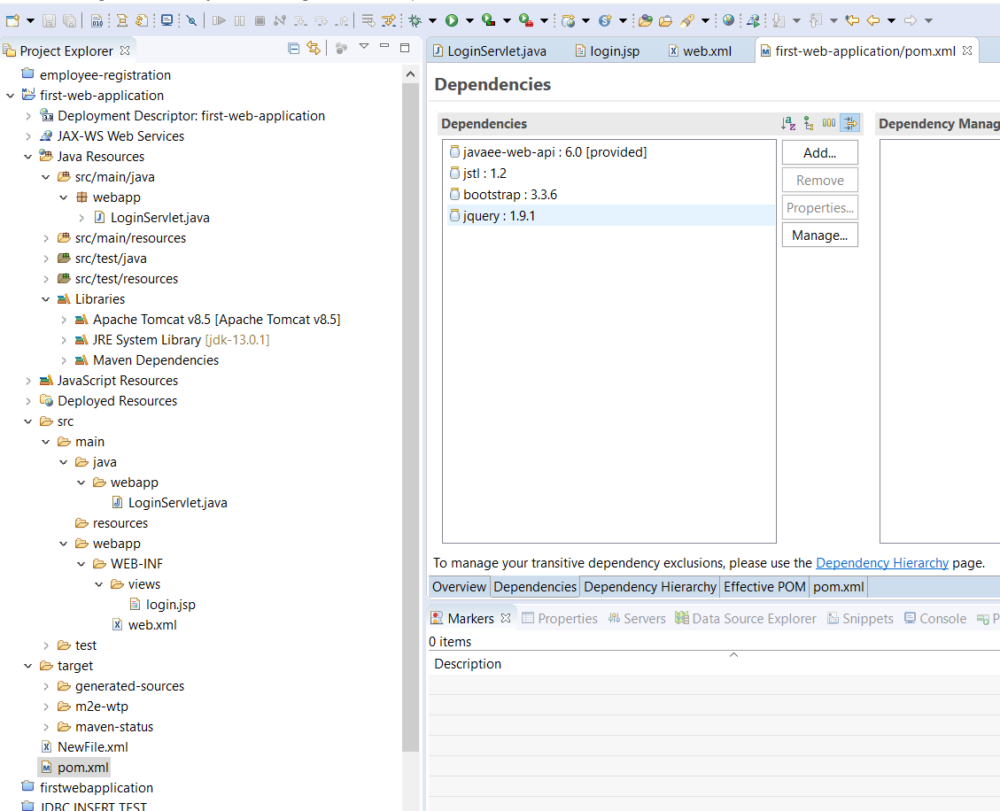 Project Explorer
employee-registration
first-web-application
Deployment Descriptor: first-web-application
JAX-WS Web Services
Java Resources
src/main/java
webapp
LoginServlet.java
src/main/resources
src/test/java
src/test/resources
Libraries
Apache Tomcat v8.5 [Apache Tomcat v8.5]
JRE System Library [jdk-13.0.1]
Maven Dependencies
JavaScript Resources
Deployed Resources
src
main
java
webapp
LoginServlet.java
resources
webapp
WEB-INF
views
login.jsp
web.xml
test
target
generated-sources
m2e-wtp
maven-status
NewFile.xml
pom.xml
firstwebapplication
JDBC INSERT TEST
LoginServlet.java login.jsp web.xml first-web-application/pom.xml
Dependencies
Dependencies
javaee-web-api : 6.0 [provided]
jstl : 1.2
bootstrap : 3.3.6
jquery : 1.9.1
Add...
Remove
Properties...
Manage...
Dependency Manag
To manage your transitive dependency exclusions, please use the Dependency Hierarchy page.
Overview Dependencies Dependency Hierarchy Effective POM pom.xml
Markers Properties Servers Data Source Explorer Snippets Console P
0 items
Description